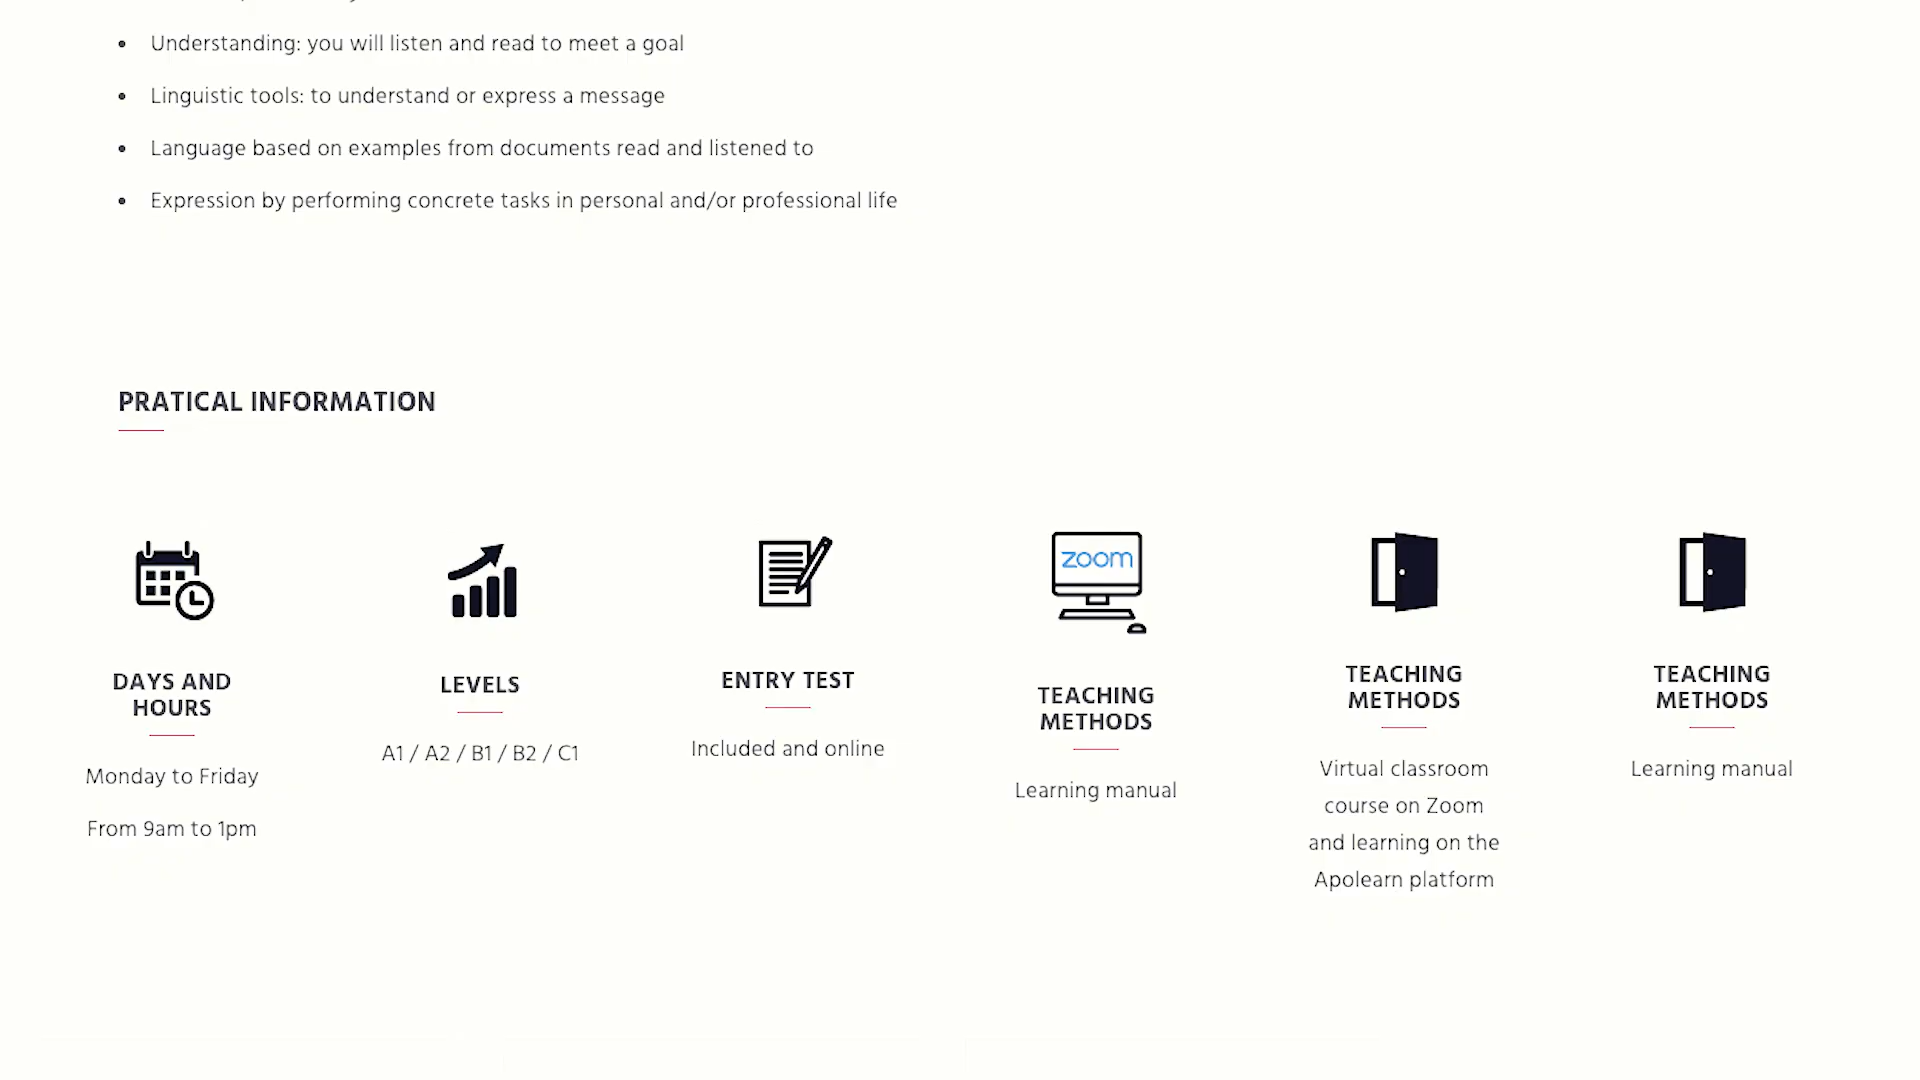 Understanding: you will listen and read to meet a goal
Linguistic tools: to understand or express a message
Language based on examples from documents read and listened to
Expression by performing concrete tasks in personal and/or professional life
PRATICAL INFORMATION
DAYS AND
HOURS
Monday to Friday
From 9am to 1pm
LEVELS
A1 / A2 / B1 / B2 / C1
ENTRY TEST
Included and online
zoom
TEACHING
METHODS
Learning manual
TEACHING
METHODS
Virtual classroom
course on Zoom
and learning on the
Apolearn platform
TEACHING
METHODS
Learning manual